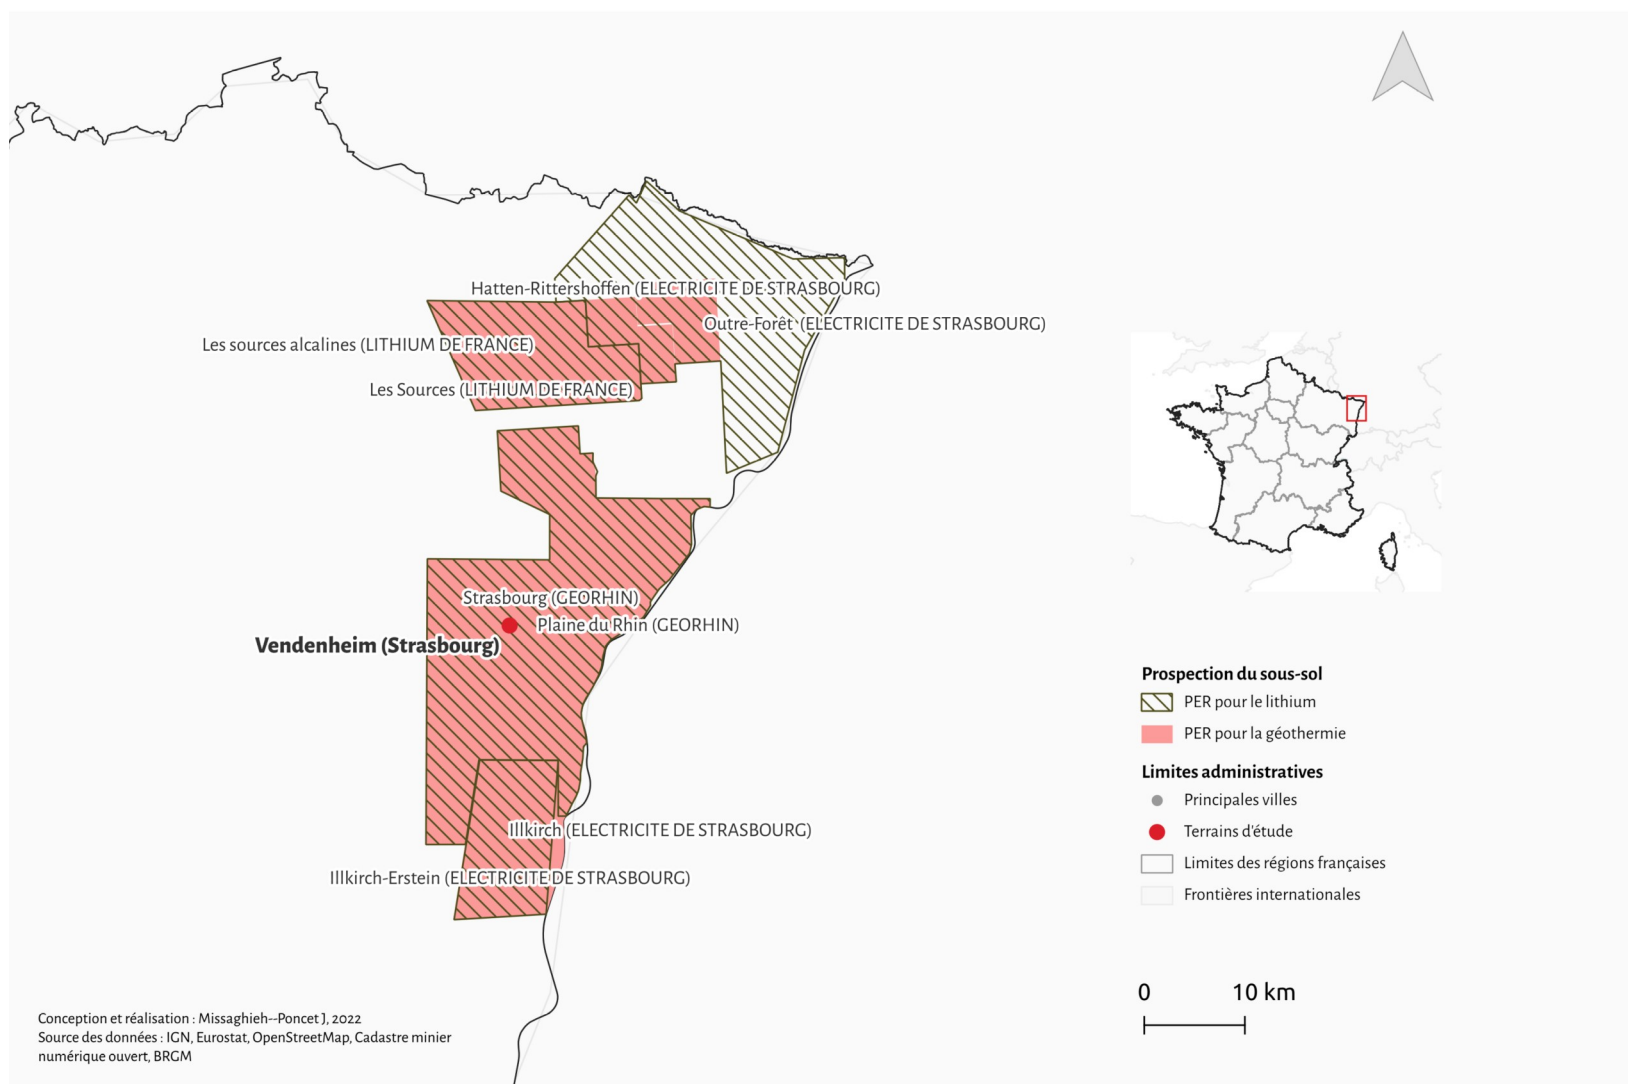 Hatten-Rittershoffen (ELECTRICITE DE STRASBOURG)
Outre-Forêt (ELECTRICITE DE STRASBOURG)
Les sources alcalines (LITHIUM DE FRANCE)
Les Sources (LITHIUM DE FRANCE)
Strasbourg (GEORHIN)
Plaine du Rhin (GEORHIN)
Vendenheim (Strasbourg)
Illkirch (ELECTRICITE DE STRASBOURG)
Illkirch-Erstein (ELECTRICITE DE STRASBOURG)
Prospection du sous-sol
PER pour le lithium
PER pour la géothermie
Limites administratives
Principales villes
Terrains d'étude
Limites des régions françaises
Frontières internationales
0 10 km
Conception et réalisation : Missaghieh--Poncet J, 2022
Source des données : IGN, Eurostat, OpenStreetMap, Cadastre minier
numérique ouvert, BRGM